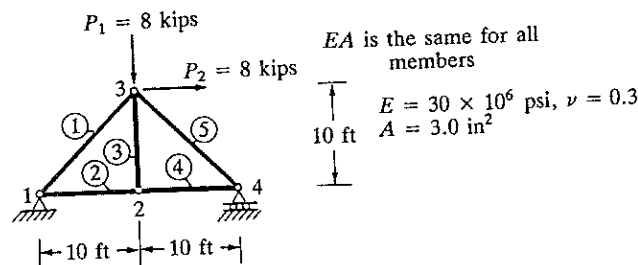 P₁ = 8 kips
EA is the same for all
members
P₂ = 8 kips
E = 30 × 10⁶ psi, ν = 0.3
A = 3.0 in²
10 ft
3
1
5
3
2
4
1
2
4
10 ft
10 ft